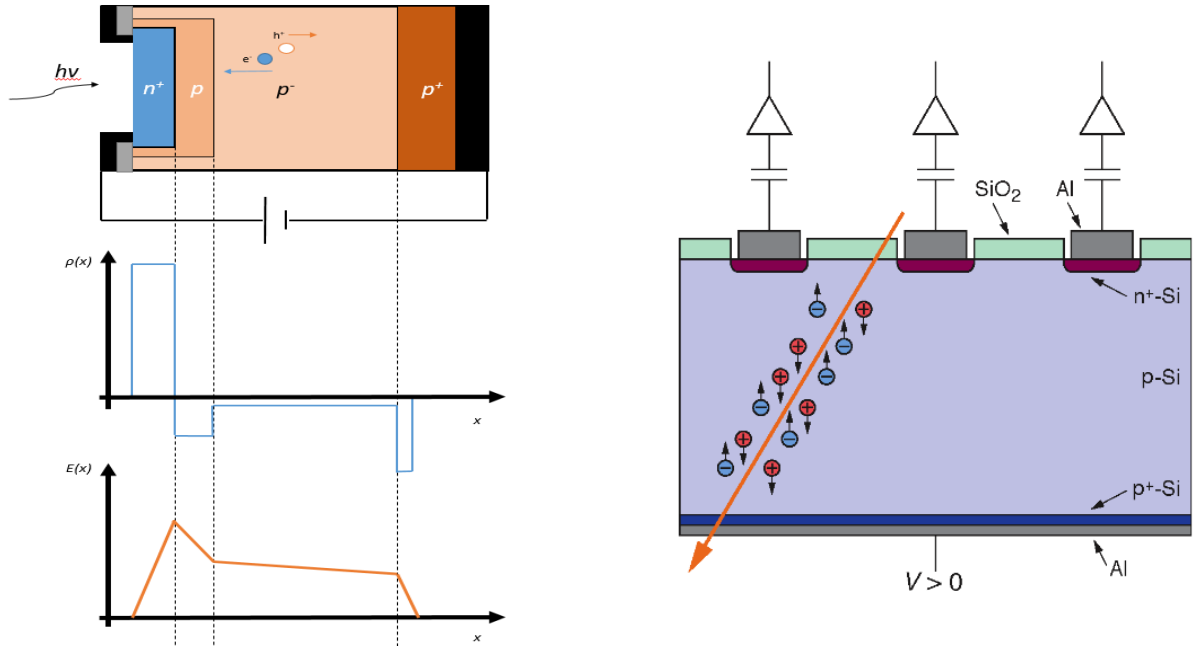 hν
n⁺
p
e⁻
h⁺
p⁻
p⁺
ρ(x)
x
E(x)
x
SiO₂
Al
n⁺-Si
p-Si
p⁺-Si
Al
V > 0